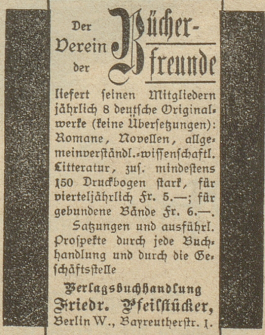 Der
Verein
der
Bücher-
freunde
liefert seinen Mitgliedern
jährlich 8 deutsche Original-
werke (keine Übersetzungen):
Romane, Novellen, allge-
meinverständl.-wissenschaftl.
Litteratur, zus. mindestens
150 Druckbogen stark, für
vierteljährlich Fr. 5.—; für
gebundene Bände Fr. 6.—.
Satzungen und ausführl.
Prospekte durch jede Buch-
handlung und durch die Ge-
schäftsstelle
Verlagsbuchhandlung
Friedr. Pfeilstücker,
Berlin W., Bayreutherstr. 1.